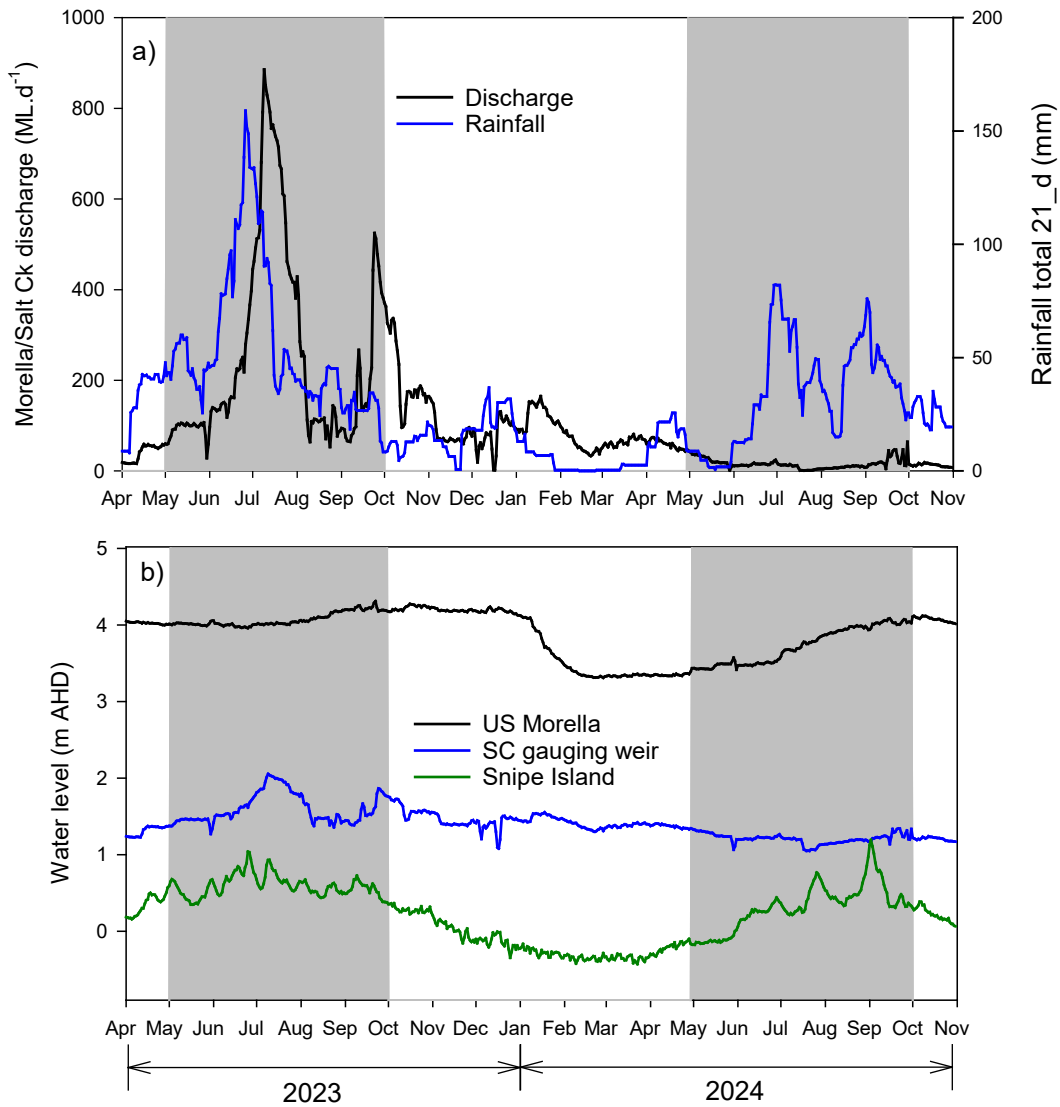 a)
Morella/Salt Ck discharge (ML.d-1)
1000
800
600
400
200
0
Discharge
Rainfall
200
150
100
50
0
Rainfall total 21_d (mm)
Apr May Jun Jul Aug Sep Oct Nov Dec Jan Feb Mar Apr May Jun Jul Aug Sep Oct Nov
b)
Water level (m AHD)
5
4
3
2
1
0
US Morella
SC gauging weir
Snipe Island
Apr May Jun Jul Aug Sep Oct Nov Dec Jan Feb Mar Apr May Jun Jul Aug Sep Oct Nov
2023 2024